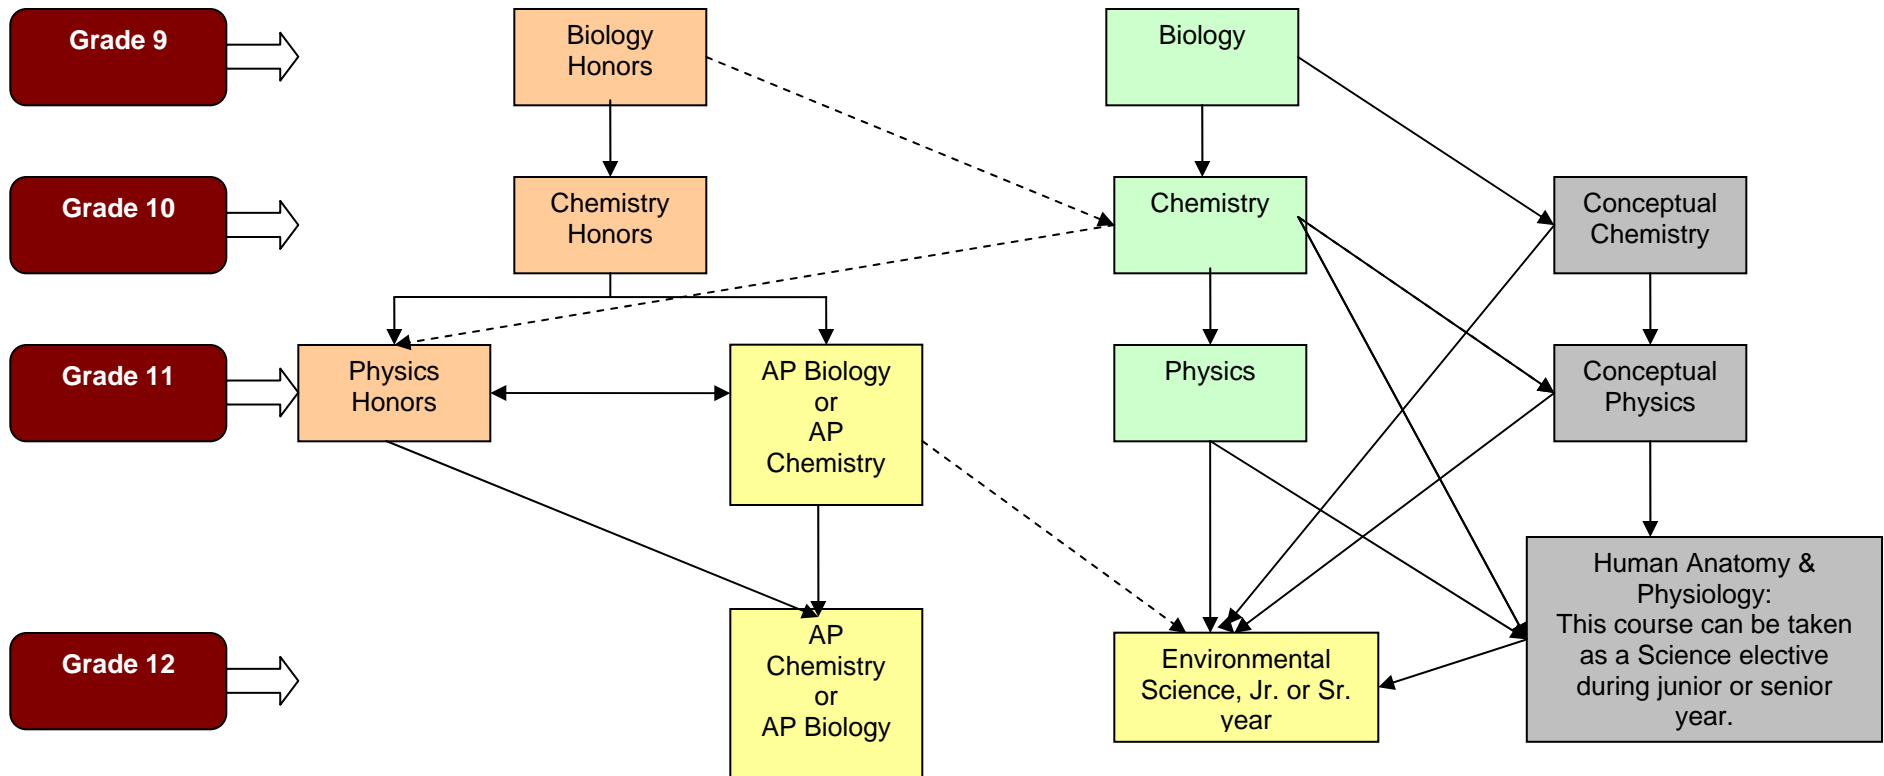 Grade 9
Biology
Honors
Biology
Grade 10
Chemistry
Honors
Chemistry
Conceptual
Chemistry
Grade 11
Physics
Honors
AP Biology
or
AP
Chemistry
Physics
Conceptual
Physics
Grade 12
AP
Chemistry
or
AP Biology
Environmental
Science, Jr. or Sr.
year
Human Anatomy &
Physiology:
This course can be taken
as a Science elective
during junior or senior
year.